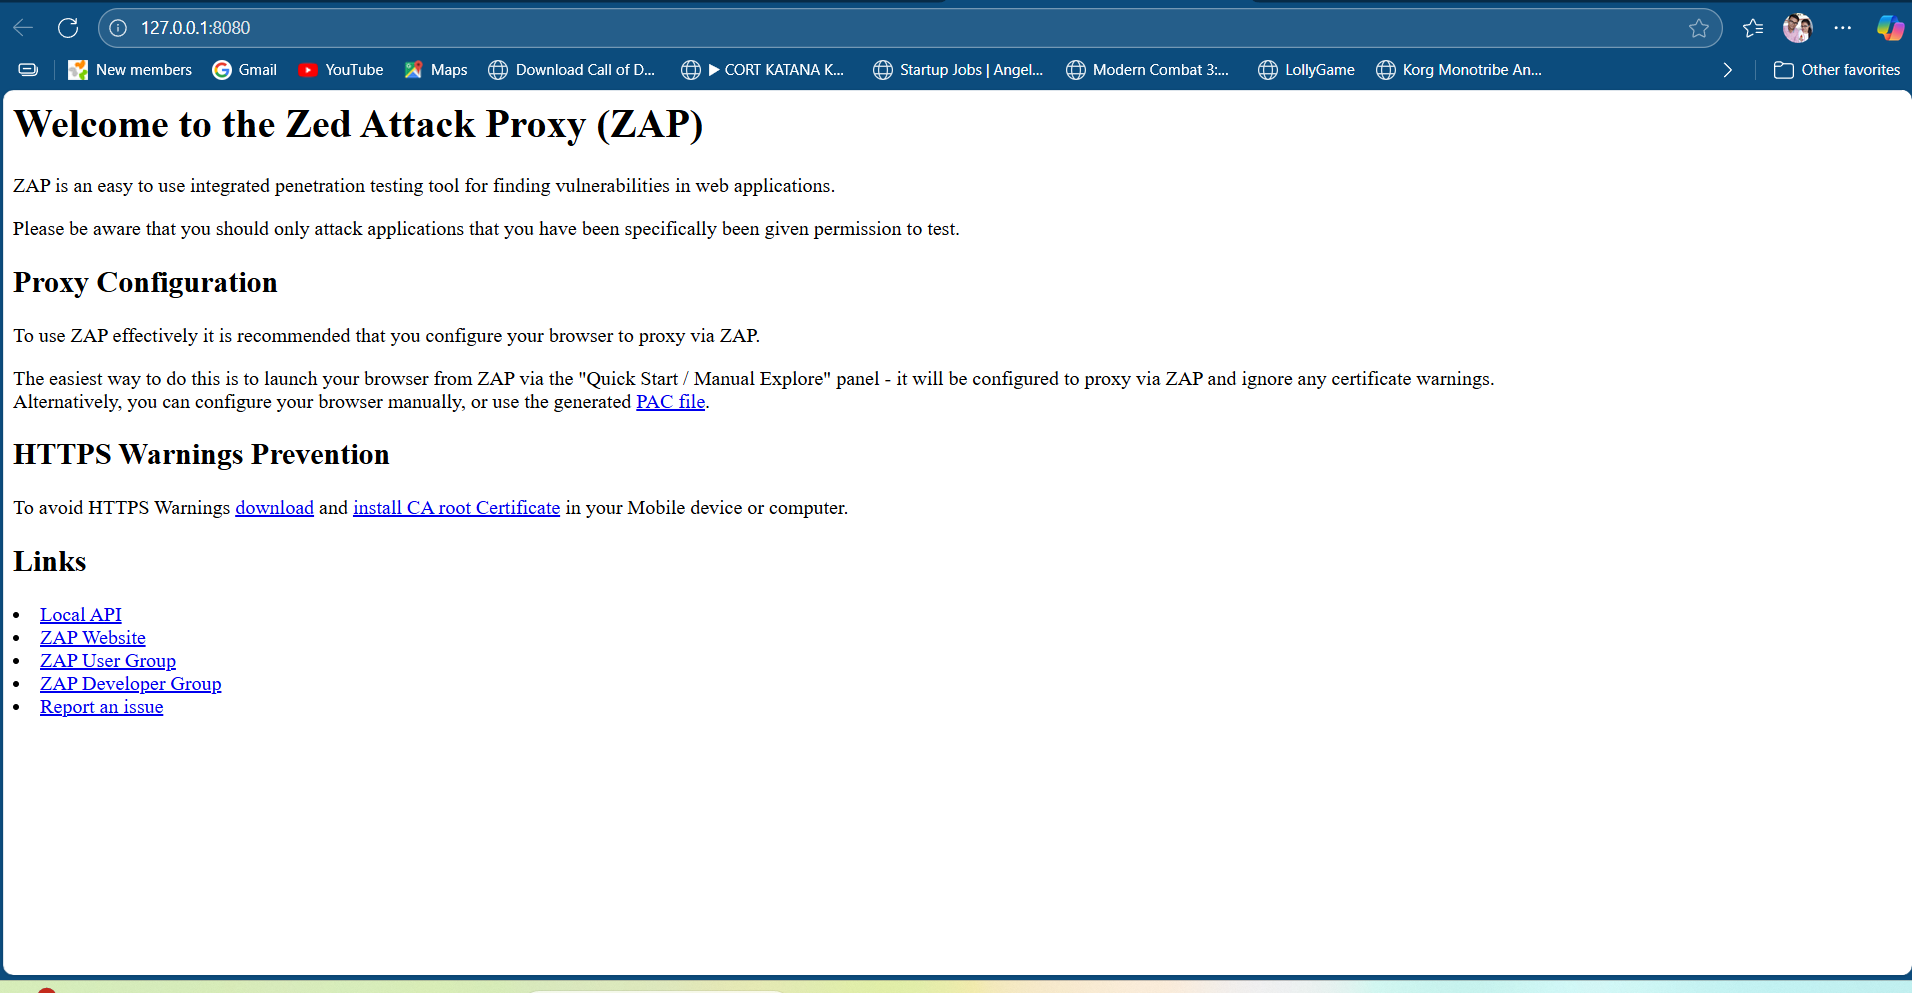 127.0.0.1:8080
New members Gmail YouTube Maps Download Call of D... ▶ CORT KATANA K... Startup Jobs | Angel... Modern Combat 3:... LollyGame Korg Monotribe An... Other favorites
Welcome to the Zed Attack Proxy (ZAP)
ZAP is an easy to use integrated penetration testing tool for finding vulnerabilities in web applications.
Please be aware that you should only attack applications that you have been specifically been given permission to test.
Proxy Configuration
To use ZAP effectively it is recommended that you configure your browser to proxy via ZAP.
The easiest way to do this is to launch your browser from ZAP via the "Quick Start / Manual Explore" panel - it will be configured to proxy via ZAP and ignore any certificate warnings.
Alternatively, you can configure your browser manually, or use the generated PAC file.
HTTPS Warnings Prevention
To avoid HTTPS Warnings download and install CA root Certificate in your Mobile device or computer.
Links
• Local API
• ZAP Website
• ZAP User Group
• ZAP Developer Group
• Report an issue